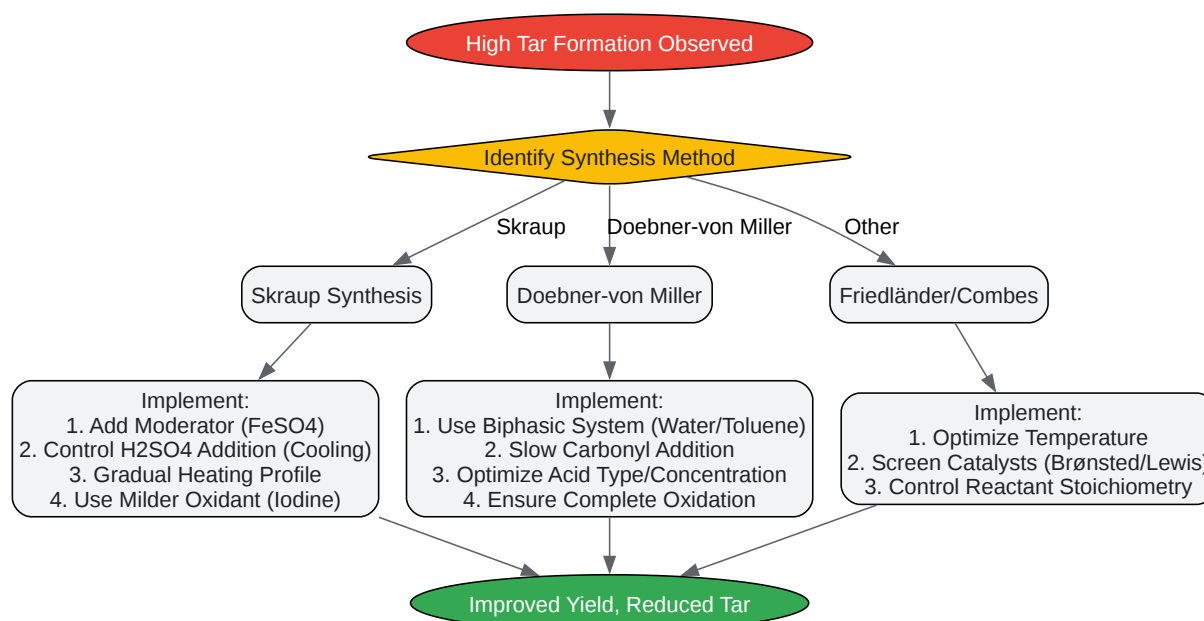 High Tar Formation Observed
Identify Synthesis Method
Skraup
Doebner-von Miller
Other
Skraup Synthesis
Doebner-von Miller
Friedländer/Combes
Implement:
1. Add Moderator (FeSO4)
2. Control H2SO4 Addition (Cooling)
3. Gradual Heating Profile
4. Use Milder Oxidant (Iodine)
Implement:
1. Use Biphasic System (Water/Toluene)
2. Slow Carbonyl Addition
3. Optimize Acid Type/Concentration
4. Ensure Complete Oxidation
Implement:
1. Optimize Temperature
2. Screen Catalysts (Brønsted/Lewis)
3. Control Reactant Stoichiometry
Improved Yield, Reduced Tar